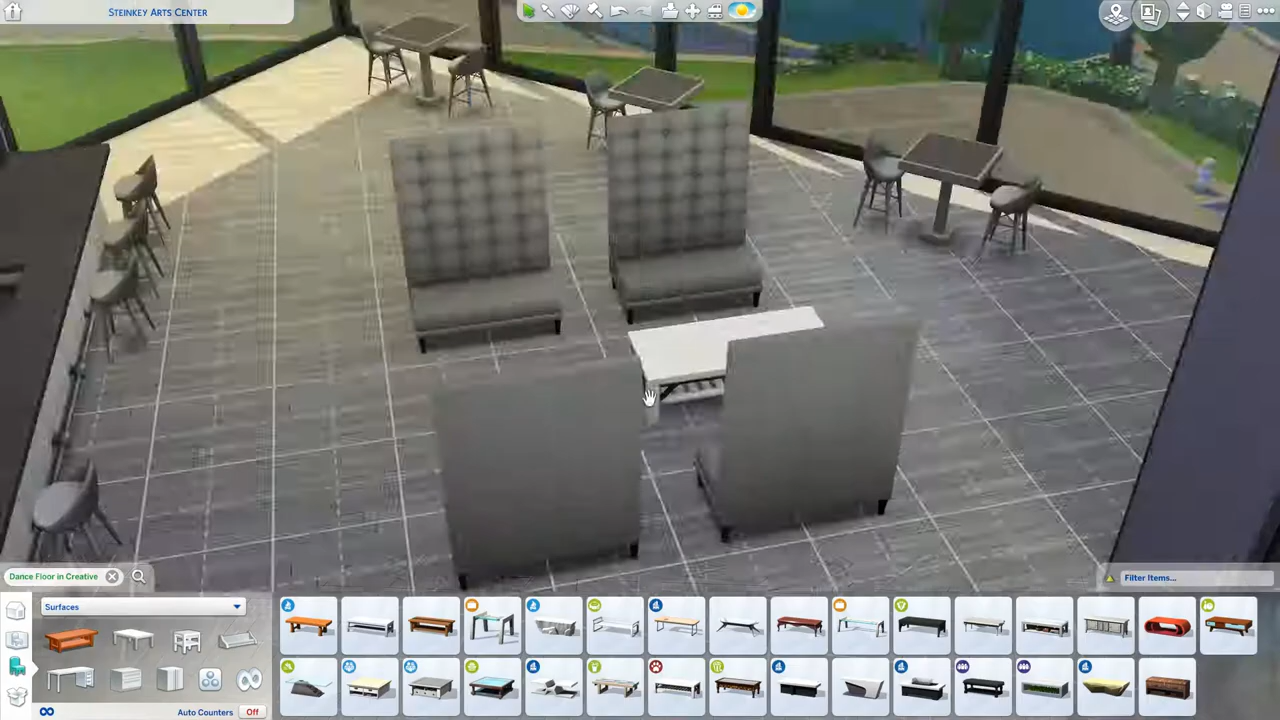 STEINKEY ARTS CENTER
Dance Floor in Creative
Filter Items...
Surfaces
Auto Counters
Off